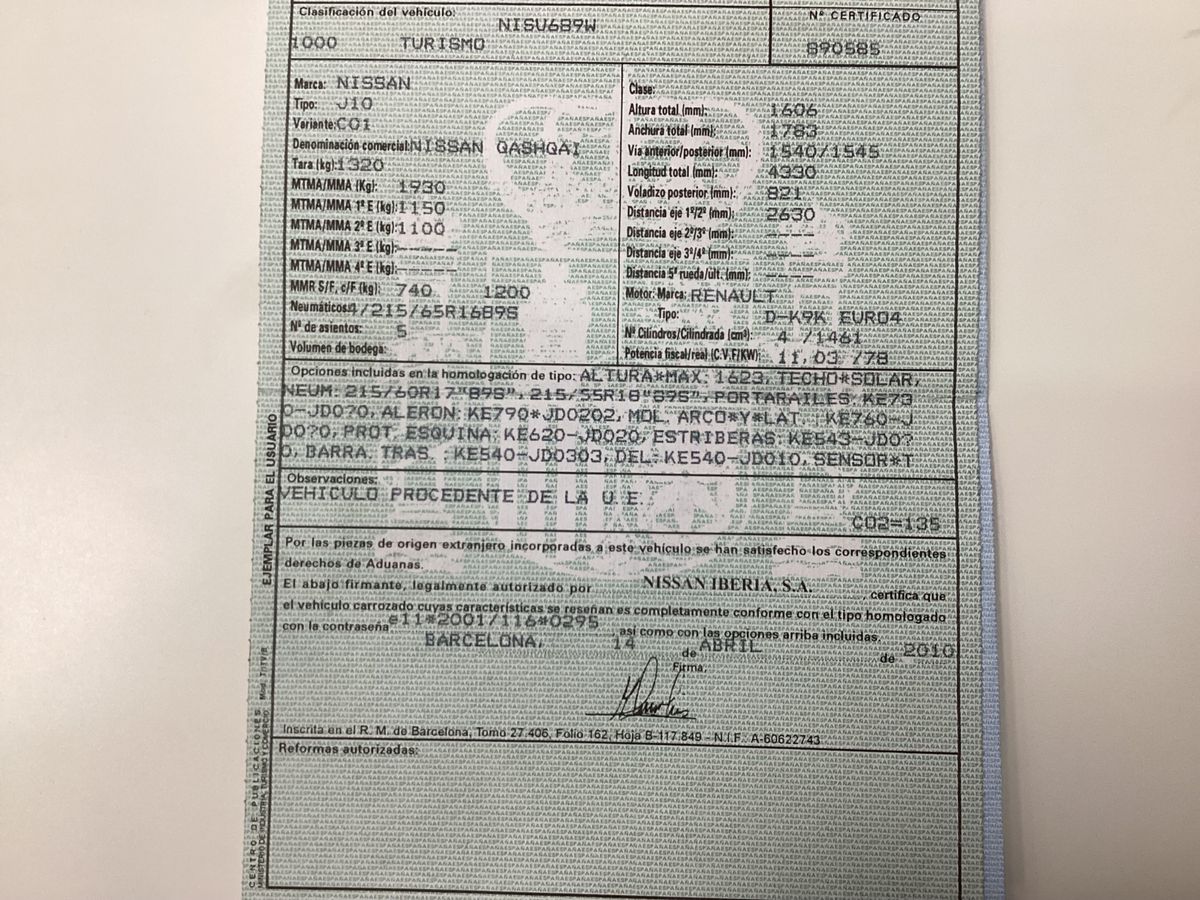 Clasificación del vehículo:
NISU689W
Nº CERTIFICADO
1000 TURISMO
890585
Marca: NISSAN
Tipo: J10
Variante: C01
Denominación comercial: NISSAN QASHQAI
Tara (kg): 1320
MTMA/MMA (Kg): 1930
MTMA/MMA 1º E (kg): 1150
MTMA/MMA 2º E (kg): 1100
MTMA/MMA 3º E (kg): -----
MTMA/MMA 4º E (kg): -----
MMR S/F, c/F (kg): 740 1200
Neumáticos: 4/215/65R1689S
Nº de asientos: 5
Volumen de bodega:
Clase:
Altura total (mm): 1606
Anchura total (mm): 1783
Via anterior/posterior (mm): 1540/1545
Longitud total (mm): 4330
Voladizo posterior (mm): 821
Distancia eje 1º/2º (mm): 2630
Distancia eje 2º/3º (mm): ----
Distancia eje 3º/4º (mm): ----
Distancia 5ª rueda/últ. (mm): ----
Motor: Marca: RENAULT
Tipo: D-K9K EURO4
Nº Cilindros/Cilindrada (cm³): 4 /1461
Potencia fiscal/real (C.V.F/KW): 11,03 /78
Opciones incluidas en la homologación de tipo: ALTURA*MAX: 1623, TECHO*SOLAR,
NEUM: 215/60R17"89S", 215/55R18"89S", PORTARAILES: KE73
0-JD070, ALERON: KE790*JD0202, MOL. ARCO*Y*LAT. KE760-J
D070, PROT. ESQUINA: KE620-JD020, ESTRIBERAS: KE543-JD07
0, BARRA. TRAS. : KE540-JD0303, DEL: KE540-JD010, SENSOR*T
Observaciones:
VEHICULO PROCEDENTE DE LA U.E.
CO2=135
Por las piezas de origen extranjero incorporadas a este vehículo se han satisfecho los correspondientes
derechos de Aduanas.
El abajo firmante, legalmente autorizado por NISSAN IBERIA, S.A. , certifica que
el vehículo carrozado cuyas características se reseñan es completamente conforme con el tipo homologado
con la contraseña e11*2001/116*0295 así como con las opciones arriba incluidas.
BARCELONA, 14 de ABRIL de 2010
Firma,
Inscrita en el R. M. de Barcelona, Tomo 27.406, Folio 162, Hoja B-117.849 - N.I.F. A-60622743
Reformas autorizadas:
EJEMPLAR PARA EL USUARIO
CENTRO DE PUBLICACIONES
MINISTERIO DE INDUSTRIA, TURISMO Y COMERCIO